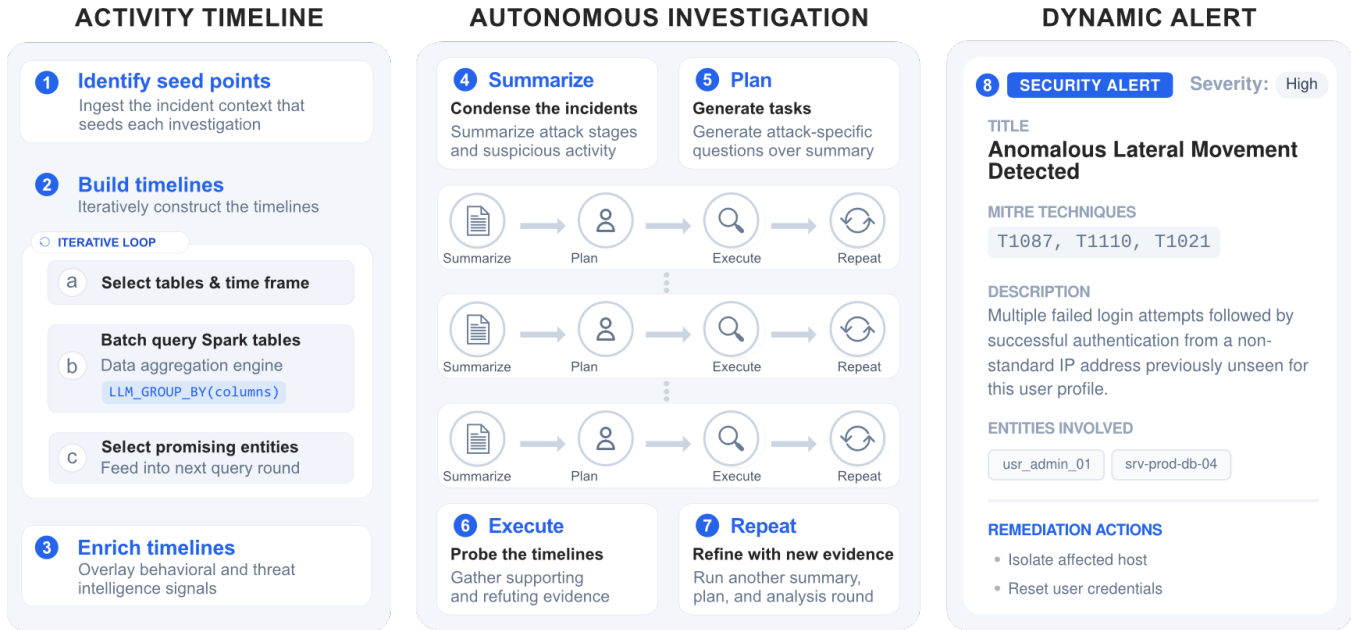 ACTIVITY TIMELINE
1 Identify seed points
Ingest the incident context that
seeds each investigation
2 Build timelines
Iteratively construct the timelines
ITERATIVE LOOP
a Select tables & time frame
b Batch query Spark tables
Data aggregation engine
LLM_GROUP_BY(columns)
c Select promising entities
Feed into next query round
3 Enrich timelines
Overlay behavioral and threat
intelligence signals
AUTONOMOUS INVESTIGATION
4 Summarize
Condense the incidents
Summarize attack stages
and suspicious activity
5 Plan
Generate tasks
Generate attack-specific
questions over summary
Summarize Plan Execute Repeat
Summarize Plan Execute Repeat
Summarize Plan Execute Repeat
6 Execute
Probe the timelines
Gather supporting
and refuting evidence
7 Repeat
Refine with new evidence
Run another summary,
plan, and analysis round
DYNAMIC ALERT
8 SECURITY ALERT Severity: High
TITLE
Anomalous Lateral Movement
Detected
MITRE TECHNIQUES
T1087, T1110, T1021
DESCRIPTION
Multiple failed login attempts followed by
successful authentication from a non-
standard IP address previously unseen for
this user profile.
ENTITIES INVOLVED
usr_admin_01 srv-prod-db-04
REMEDIATION ACTIONS
• Isolate affected host
• Reset user credentials